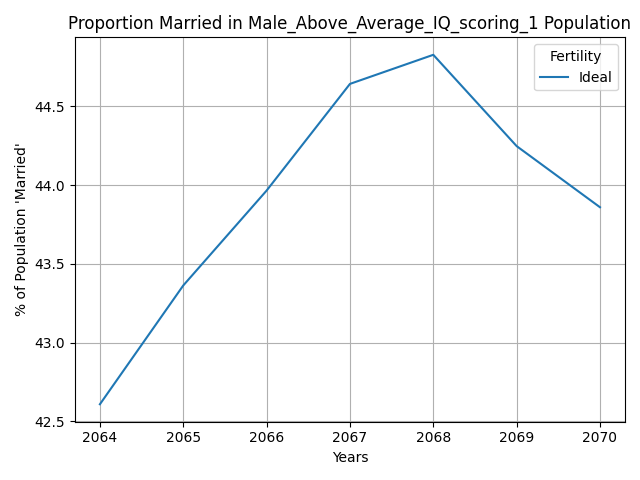 Proportion Married in Male_Above_Average_IQ_scoring_1 Population
Fertility
Ideal
% of Population 'Married'
44.5
44.0
43.5
43.0
42.5
2064 2065 2066 2067 2068 2069 2070
Years